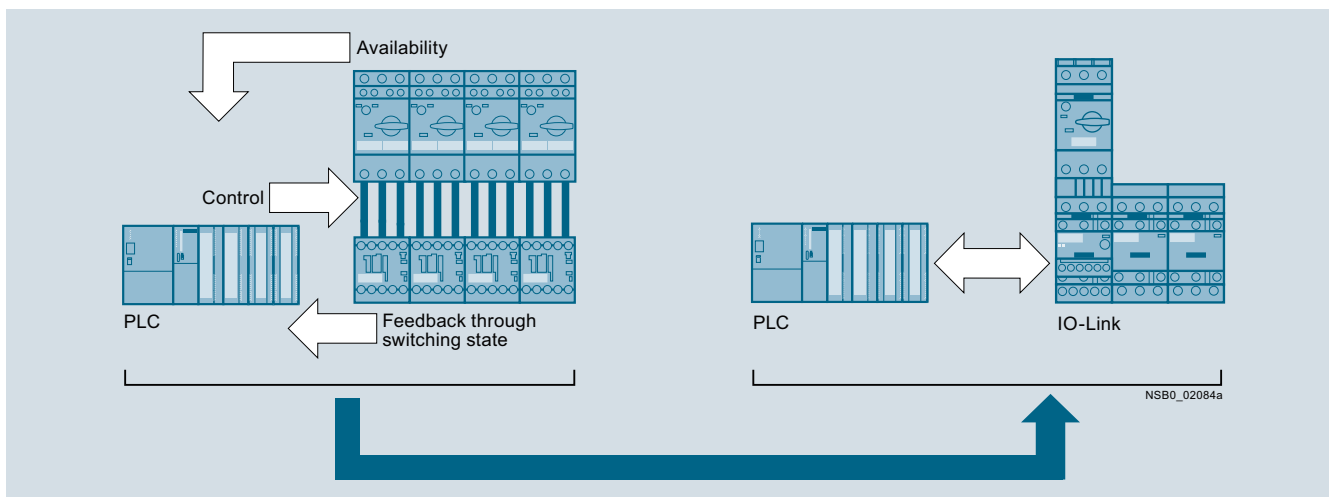 Availability
Control
PLC
Feedback through
switching state
PLC
IO-Link
NSB0_02084a